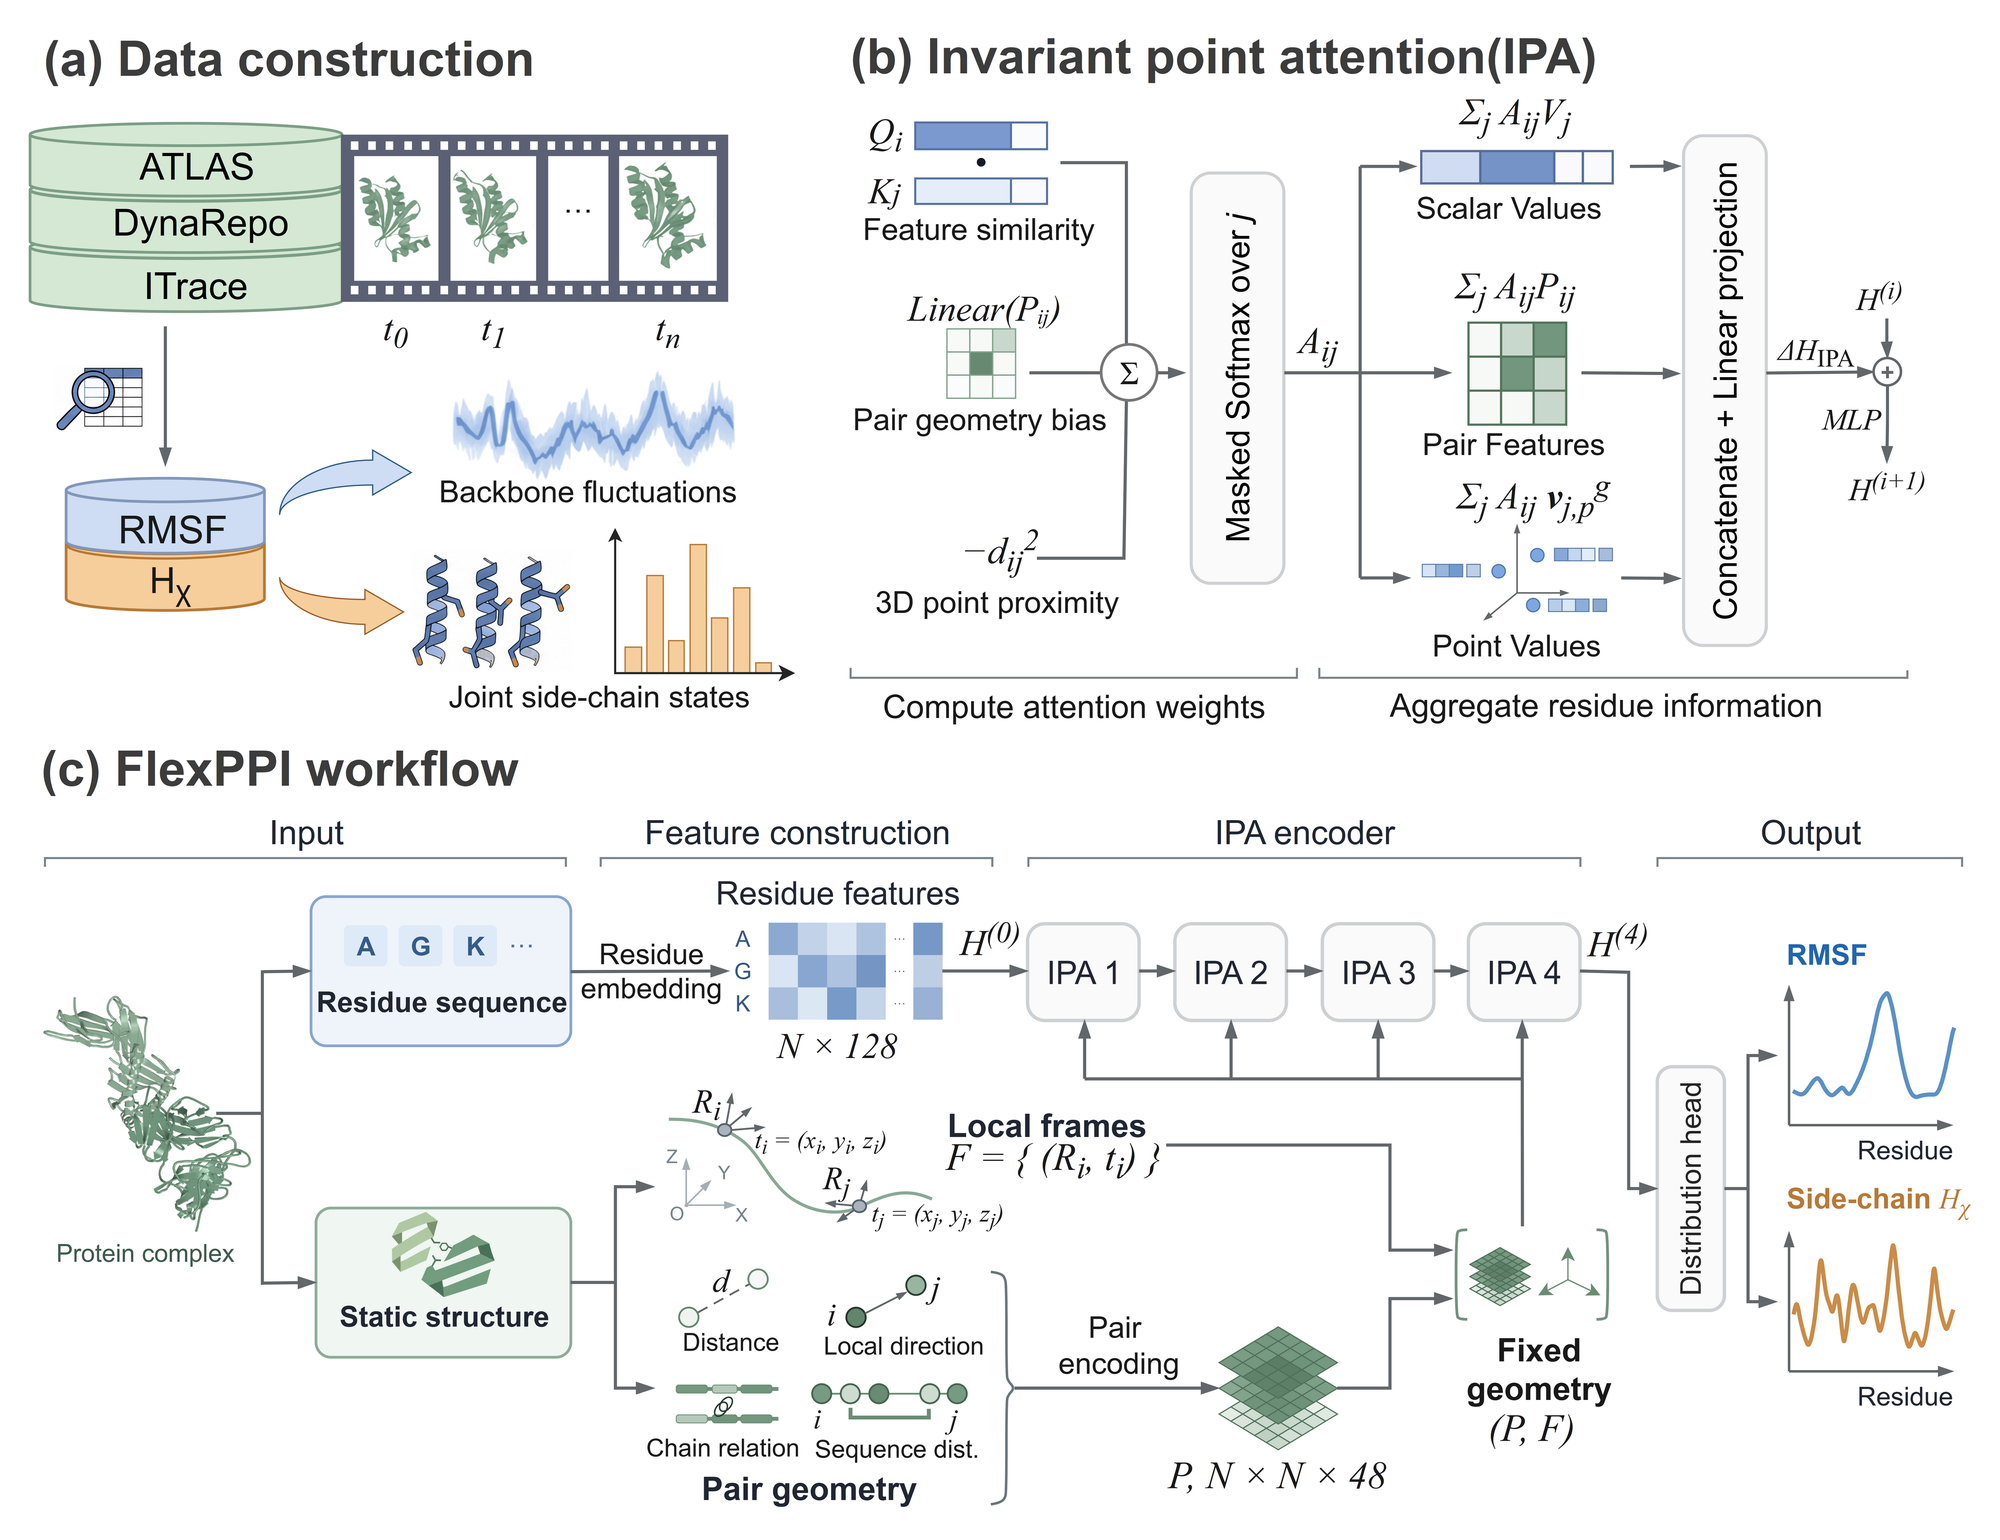 (a) Data construction
ATLAS
DynaRepo
ITrace
t₀
t₁
...
tₙ
RMSF
Hχ
Backbone fluctuations
Joint side-chain states
(b) Invariant point attention(IPA)
Qᵢ
•
Kⱼ
Feature similarity
Linear(Pᵢⱼ)
Pair geometry bias
−dᵢⱼ²
3D point proximity
Σ
Masked Softmax over j
Aᵢⱼ
Σⱼ AᵢⱼVⱼ
Scalar Values
Σⱼ AᵢⱼPᵢⱼ
Pair Features
Σⱼ Aᵢⱼ vⱼ,ₚᵍ
Point Values
Concatenate + Linear projection
H⁽ⁱ⁾
ΔH_IPA
+
MLP
H⁽ⁱ⁺¹⁾
Compute attention weights
Aggregate residue information
(c) FlexPPI workflow
Input
Feature construction
IPA encoder
Output
Protein complex
A G K ...
Residue sequence
Static structure
Residue
embedding
Residue features
A ...
G ...
K ...
N × 128
H⁽⁰⁾
IPA 1
IPA 2
IPA 3
IPA 4
H⁽⁴⁾
Rᵢ
tᵢ = (xᵢ, yᵢ, zᵢ)
Z
Y
O
X
Rⱼ
tⱼ = (xⱼ, yⱼ, zⱼ)
Local frames
F = { (Rᵢ, tᵢ) }
d
Distance
i
j
Local direction
Chain relation
i
j
Sequence dist.
Pair geometry
Pair
encoding
P, N × N × 48
Fixed
geometry
(P, F)
Distribution head
RMSF
Residue
Side-chain Hχ
Residue